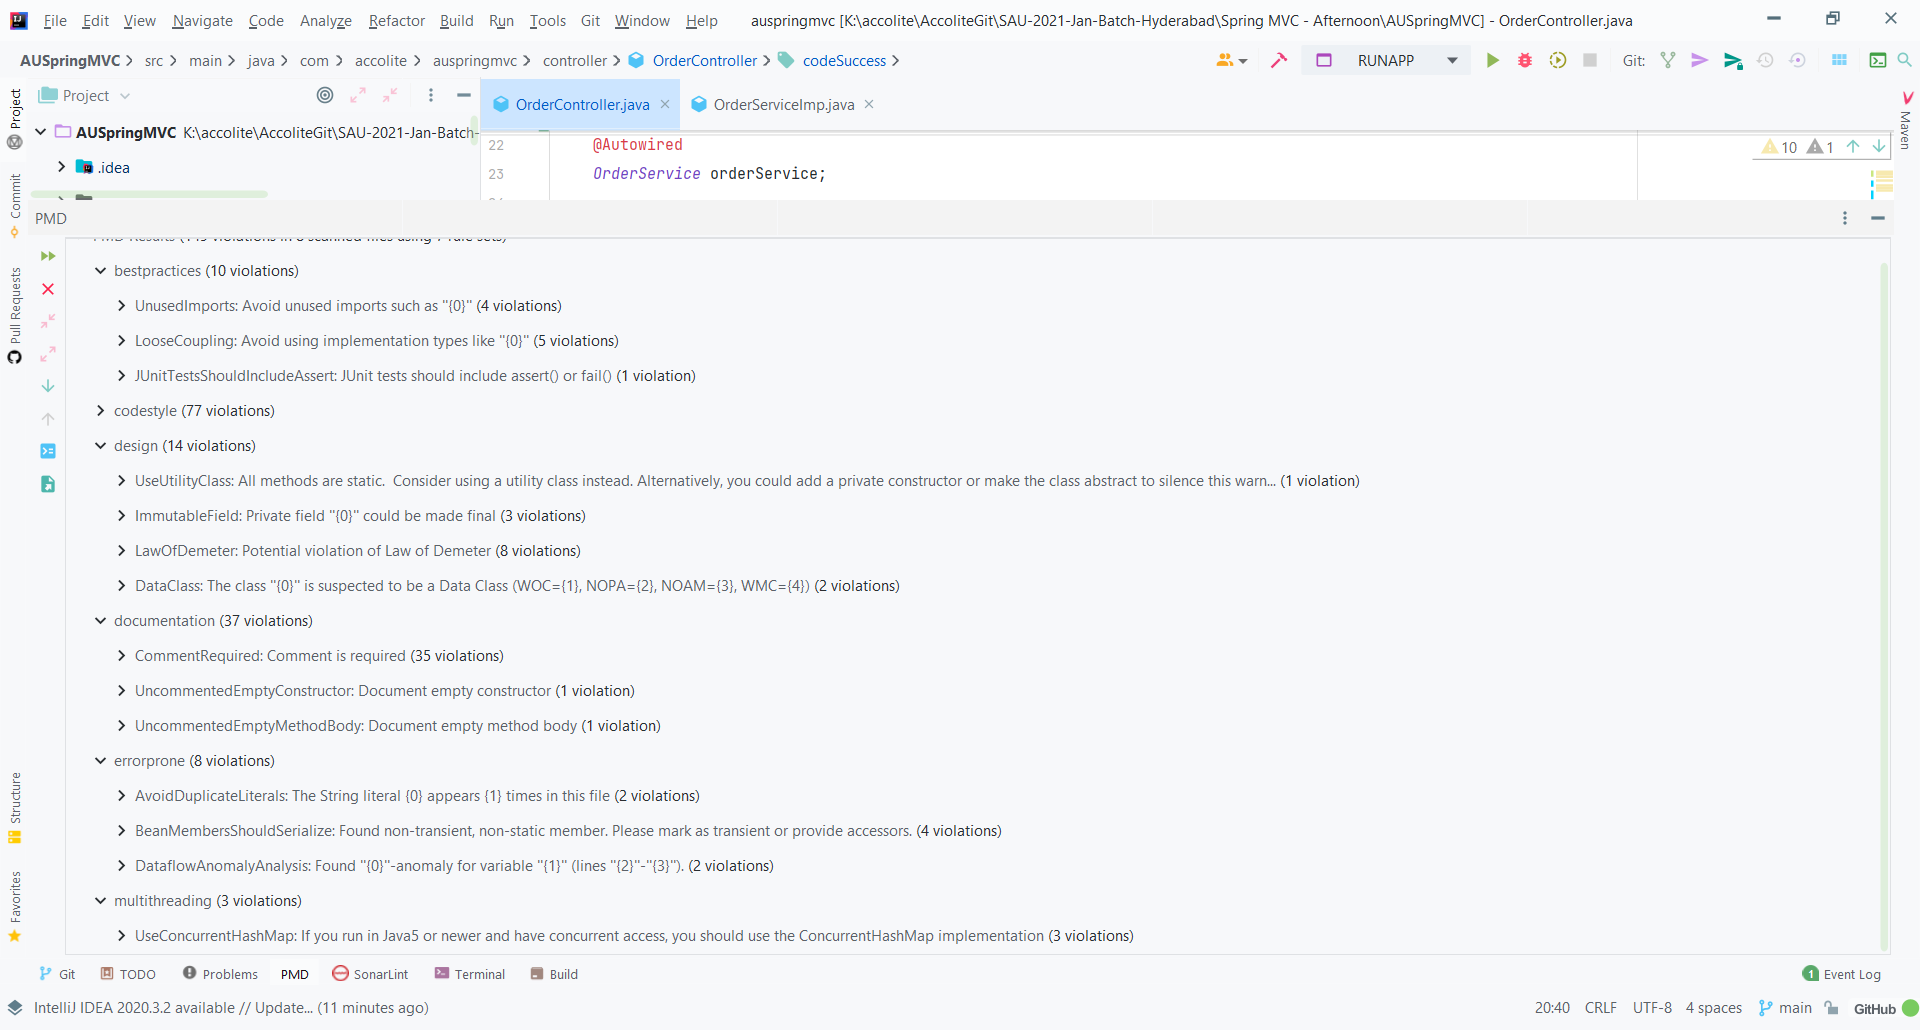 File Edit View Navigate Code Analyze Refactor Build Run Tools Git Window Help auspringmvc [K:\accolite\AccoliteGit\SAU-2021-Jan-Batch-Hyderabad\Spring MVC - Afternoon\AUSpringMVC] - OrderController.java
AUSpringMVC src main java com accolite auspringmvc controller OrderController codeSuccess RUNAPP Git:
Project
OrderController.java OrderServiceImp.java
AUSpringMVC K:\accolite\AccoliteGit\SAU-2021-Jan-Batch-
.idea
22 @Autowired
23 OrderService orderService;
10 1
Project
Commit
Pull Requests
Structure
Favorites
Maven
PMD
PMD Results (149 violations in 8 scanned files using 7 rule sets)
bestpractices (10 violations)
UnusedImports: Avoid unused imports such as "{0}" (4 violations)
LooseCoupling: Avoid using implementation types like "{0}" (5 violations)
JUnitTestsShouldIncludeAssert: JUnit tests should include assert() or fail() (1 violation)
codestyle (77 violations)
design (14 violations)
UseUtilityClass: All methods are static.  Consider using a utility class instead. Alternatively, you could add a private constructor or make the class abstract to silence this warn... (1 violation)
ImmutableField: Private field "{0}" could be made final (3 violations)
LawOfDemeter: Potential violation of Law of Demeter (8 violations)
DataClass: The class "{0}" is suspected to be a Data Class (WOC={1}, NOPA={2}, NOAM={3}, WMC={4}) (2 violations)
documentation (37 violations)
CommentRequired: Comment is required (35 violations)
UncommentedEmptyConstructor: Document empty constructor (1 violation)
UncommentedEmptyMethodBody: Document empty method body (1 violation)
errorprone (8 violations)
AvoidDuplicateLiterals: The String literal {0} appears {1} times in this file (2 violations)
BeanMembersShouldSerialize: Found non-transient, non-static member. Please mark as transient or provide accessors. (4 violations)
DataflowAnomalyAnalysis: Found "{0}"-anomaly for variable "{1}" (lines "{2}"-"{3}"). (2 violations)
multithreading (3 violations)
UseConcurrentHashMap: If you run in Java5 or newer and have concurrent access, you should use the ConcurrentHashMap implementation (3 violations)
Git TODO Problems PMD SonarLint Terminal Build 1 Event Log
IntelliJ IDEA 2020.3.2 available // Update... (11 minutes ago) 20:40 CRLF UTF-8 4 spaces main GitHub